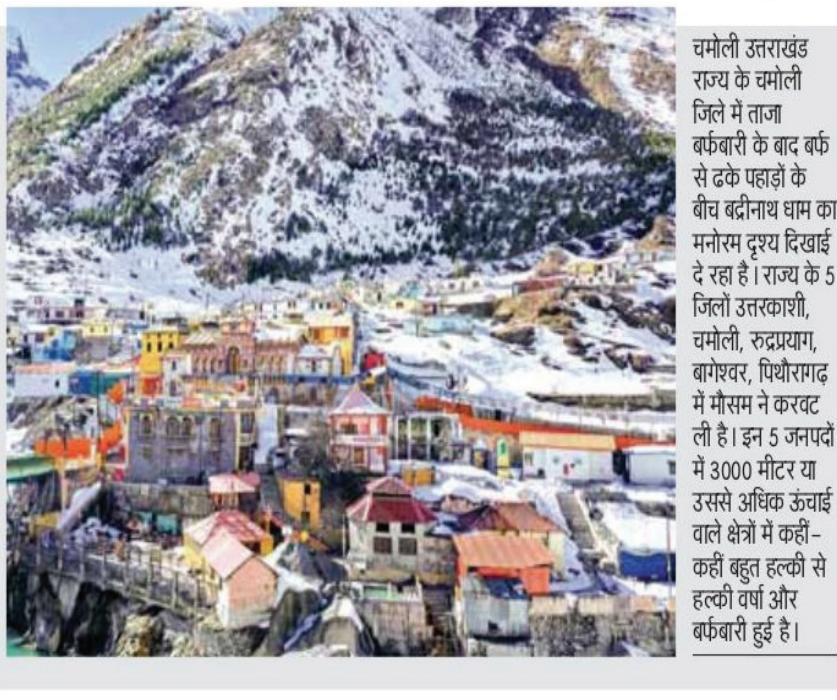 चमोली उत्तराखंड
राज्य के चमोली
जिले में ताजा
बर्फबारी के बाद बर्फ
से ढके पहाड़ों के
बीच बद्रीनाथ धाम का
मनोरम दृश्य दिखाई
दे रहा है। राज्य के 5
जिलों उत्तरकाशी,
चमोली, रुद्रप्रयाग,
बागेश्वर, पिथौरागढ़
में मौसम ने करवट
ली है। इन 5 जनपदों
में 3000 मीटर या
उससे अधिक ऊंचाई
वाले क्षेत्रों में कहीं-
कहीं बहुत हल्की से
हल्की वर्षा और
बर्फबारी हुई है।